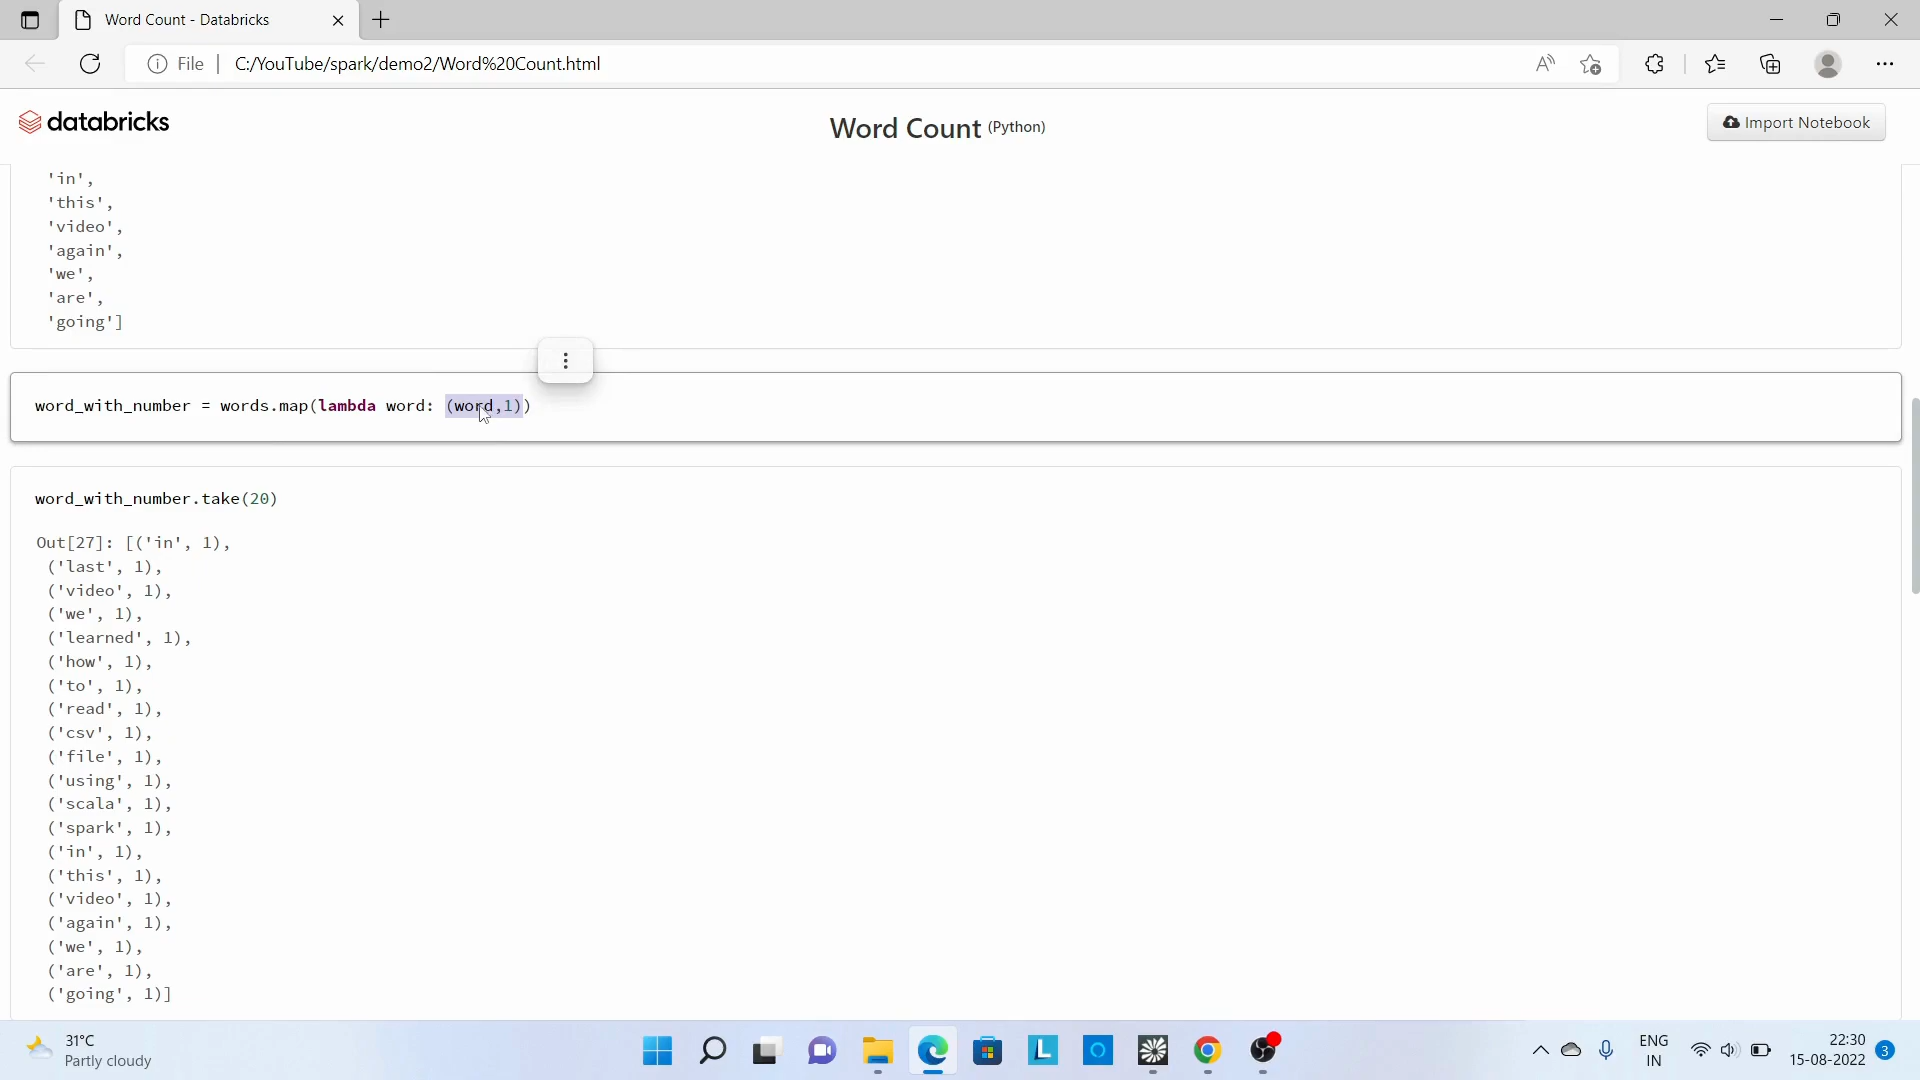 Word Count - Databricks
File
C:/YouTube/spark/demo2/Word%20Count.html
databricks
Word Count (Python)
Import Notebook
'in',
'this',
'video',
'again',
'we',
'are',
'going']
word_with_number = words.map(lambda word: (word,1))
word_with_number.take(20)
Out[27]: [('in', 1),
('last', 1),
('video', 1),
('we', 1),
('learned', 1),
('how', 1),
('to', 1),
('read', 1),
('csv', 1),
('file', 1),
('using', 1),
('scala', 1),
('spark', 1),
('in', 1),
('this', 1),
('video', 1),
('again', 1),
('we', 1),
('are', 1),
('going', 1)]
31°C
Partly cloudy
L
ENG
IN
22:30
15-08-2022
3